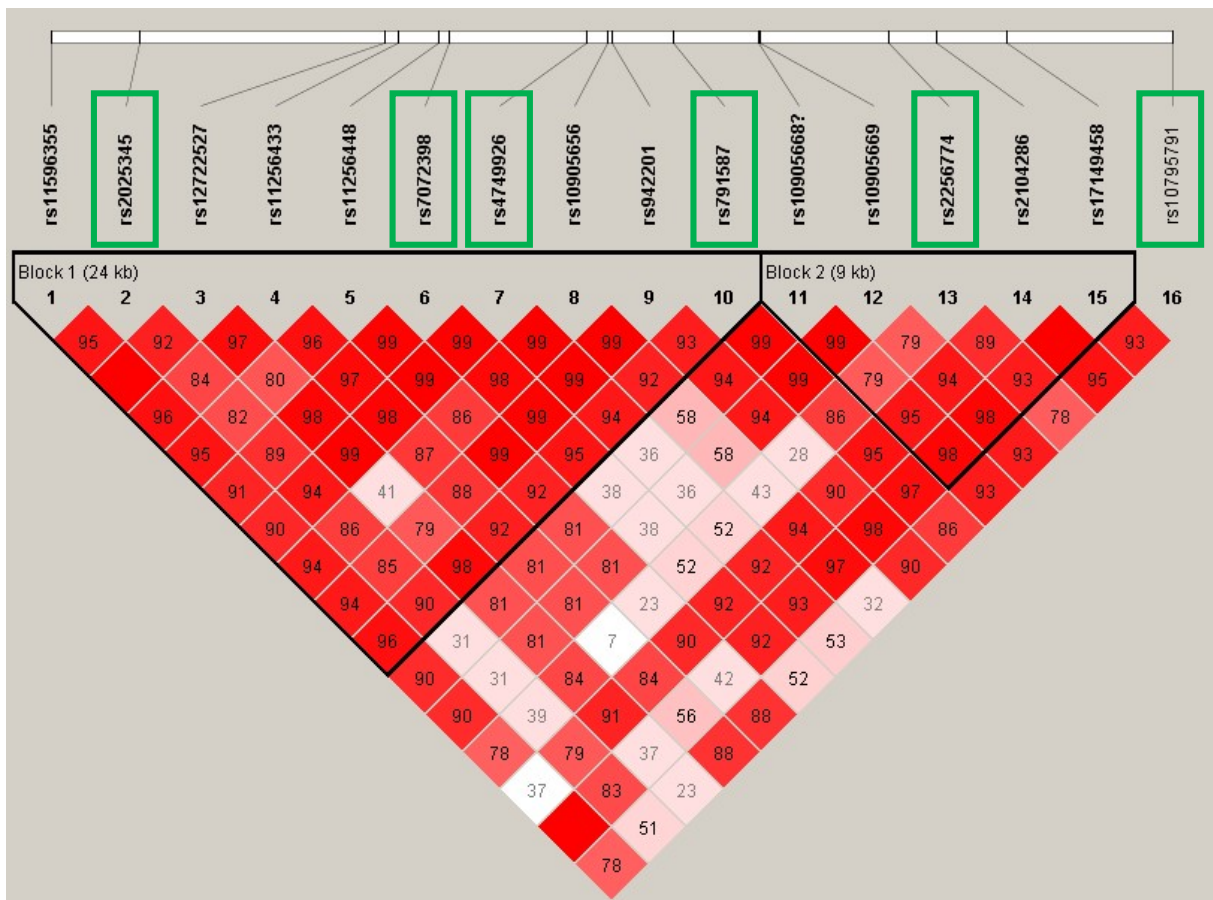 rs11596355
rs2025345
rs12722527
rs11256433
rs11256448
rs7072398
rs4749926
rs10905656
rs942201
rs791587
rs10905668?
rs10905669
rs2256774
rs2104286
rs17149458
rs10795791
Block 1 (24 kb) Block 2 (9 kb)
1 2 3 4 5 6 7 8 9 10 11 12 13 14 15 16
95 92 97 96 99 99 99 99 93 99 99 79 89 93
84 80 97 99 98 99 92 94 99 79 94 93 95
96 82 98 98 86 99 94 58 94 86 95 98 78
95 89 99 87 99 95 36 58 28 95 98 93
91 94 41 88 92 38 36 43 90 97 93
90 86 79 92 81 38 52 94 98 86
94 85 98 81 81 52 92 97 90
94 90 81 81 23 92 93 32
96 31 81 7 90 92 53
90 31 84 84 42 52
90 39 91 56 88
78 79 37 88
37 83 23
51
78